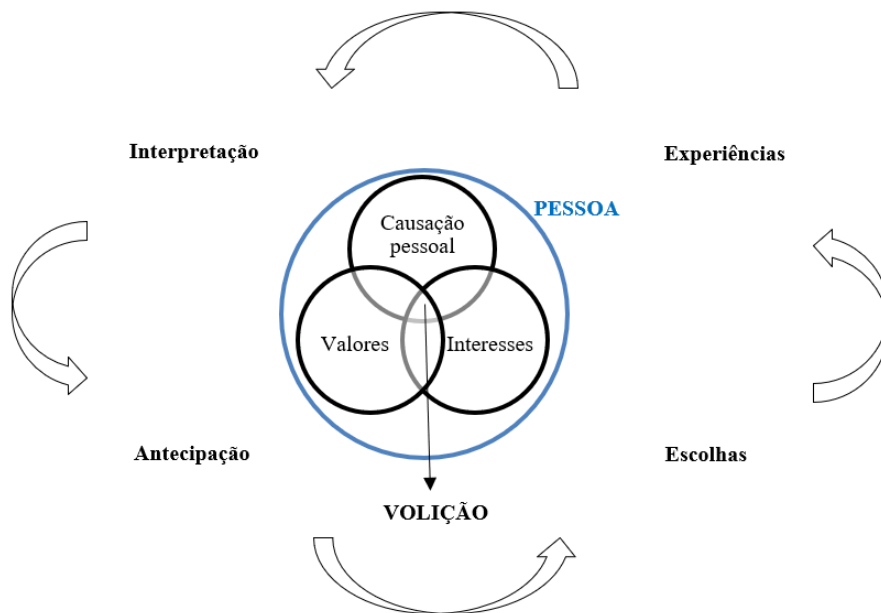 Interpretação
Experiências
PESSOA
Causação
pessoal
Valores
Interesses
Antecipação
Escolhas
VOLIÇÃO